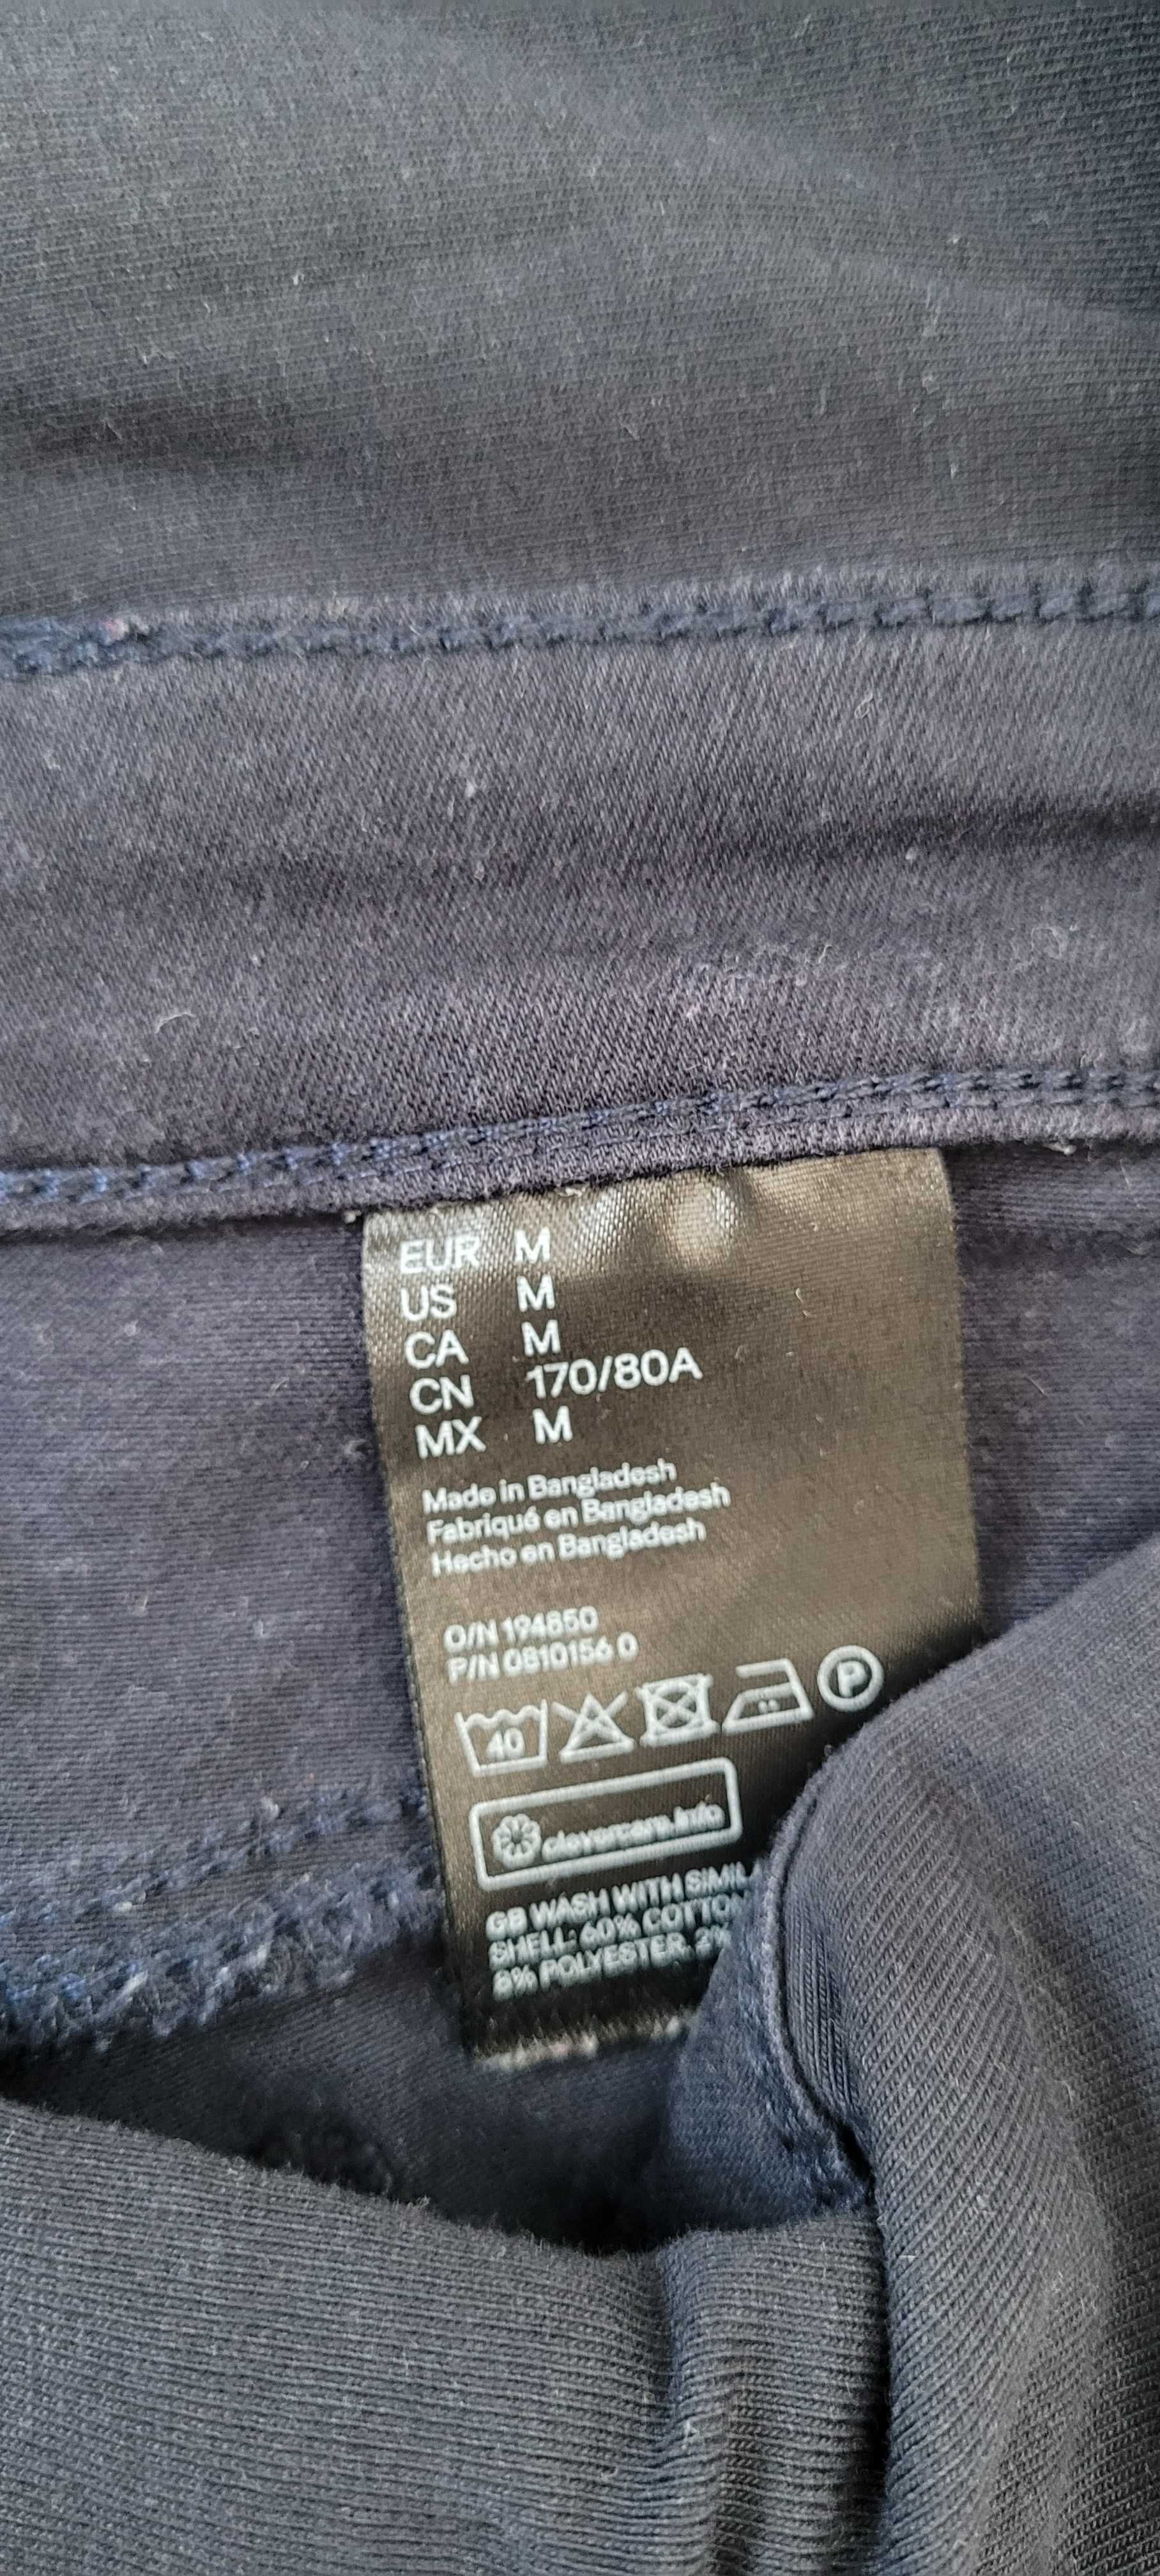 EUR M
US M
CA M
CN 170/80A
MX M
Made in Bangladesh
Fabriqué en Bangladesh
Hecho en Bangladesh
O/N 194850
P/N 0810156 0
40
P
clevercare.info
GB WASH WITH SIMILA
SHELL: 60% COTTON
8% POLYESTER. 2%